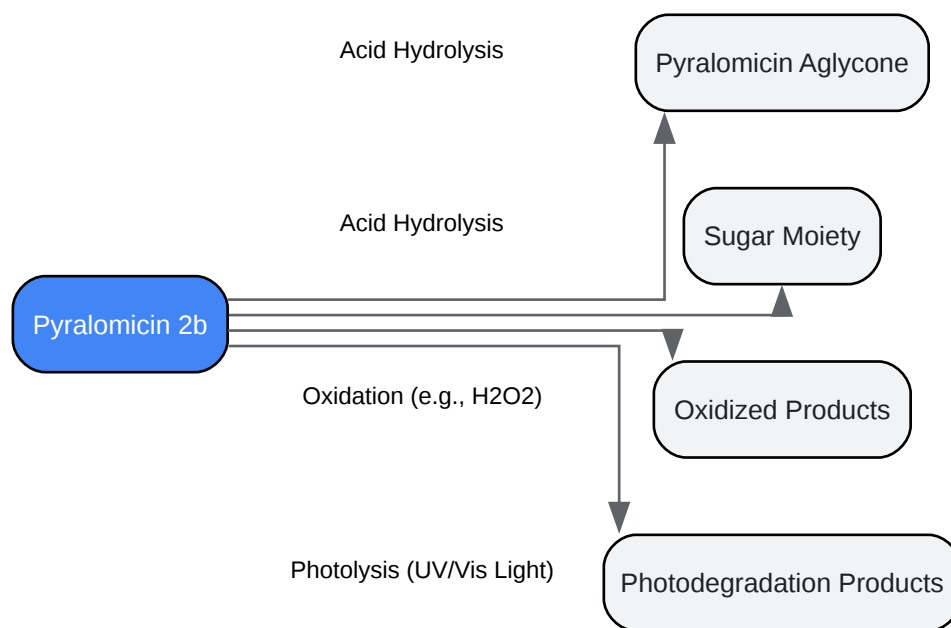 Acid Hydrolysis
Pyralomicin Aglycone
Acid Hydrolysis
Sugar Moiety
Pyralomicin 2b
Oxidation (e.g., H2O2)
Oxidized Products
Photolysis (UV/Vis Light)
Photodegradation Products